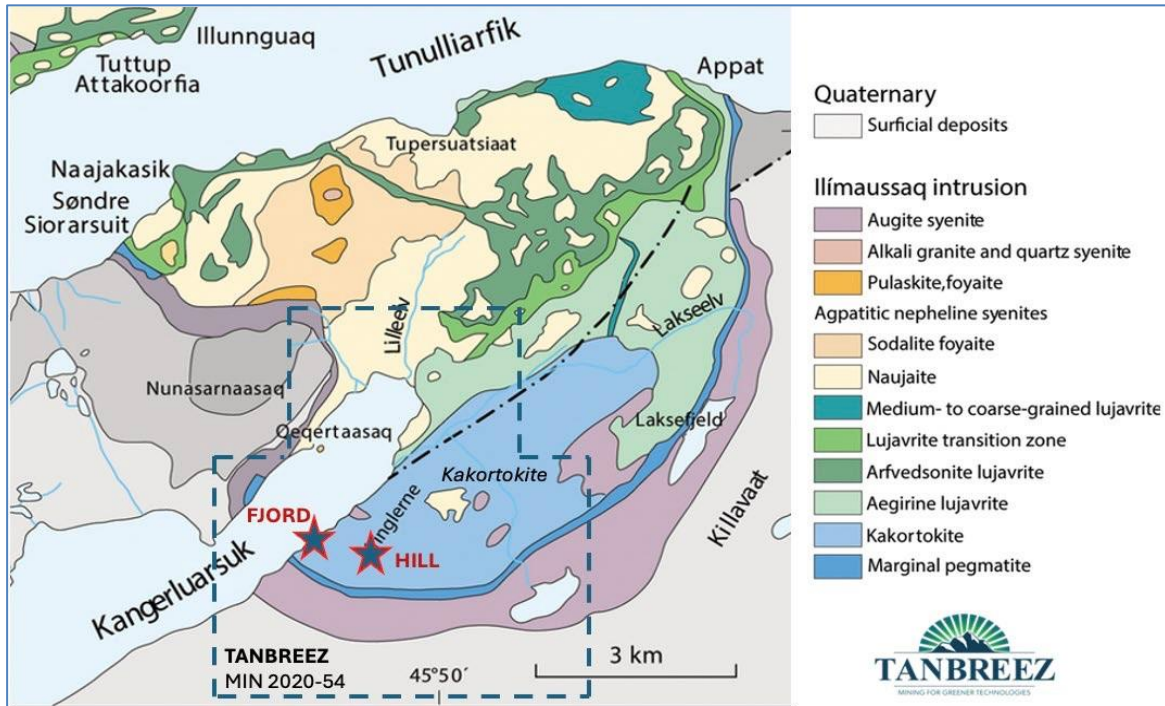 Illunnguaq
Tuttup
Attakoorfia
Tunulliarfik
Appat
Tupersuatsiaat
Naajakasik
Søndre
Siorarsuit
Lilleelv
Lakseelv
Nunasarnaasaq
Qeqertaasaq
Laksefjeld
Kakortokite
inglerne
Killavaat
FJORD
HILL
Kangerluarsuk
TANBREEZ
MIN 2020-54
45°50´
3 km
Quaternary
Surficial deposits
Ilímaussaq intrusion
Augite syenite
Alkali granite and quartz syenite
Pulaskite,foyaite
Agpatitic nepheline syenites
Sodalite foyaite
Naujaite
Medium- to coarse-grained lujavrite
Lujavrite transition zone
Arfvedsonite lujavrite
Aegirine lujavrite
Kakortokite
Marginal pegmatite
TANBREEZ
MINING FOR GREENER TECHNOLOGIES